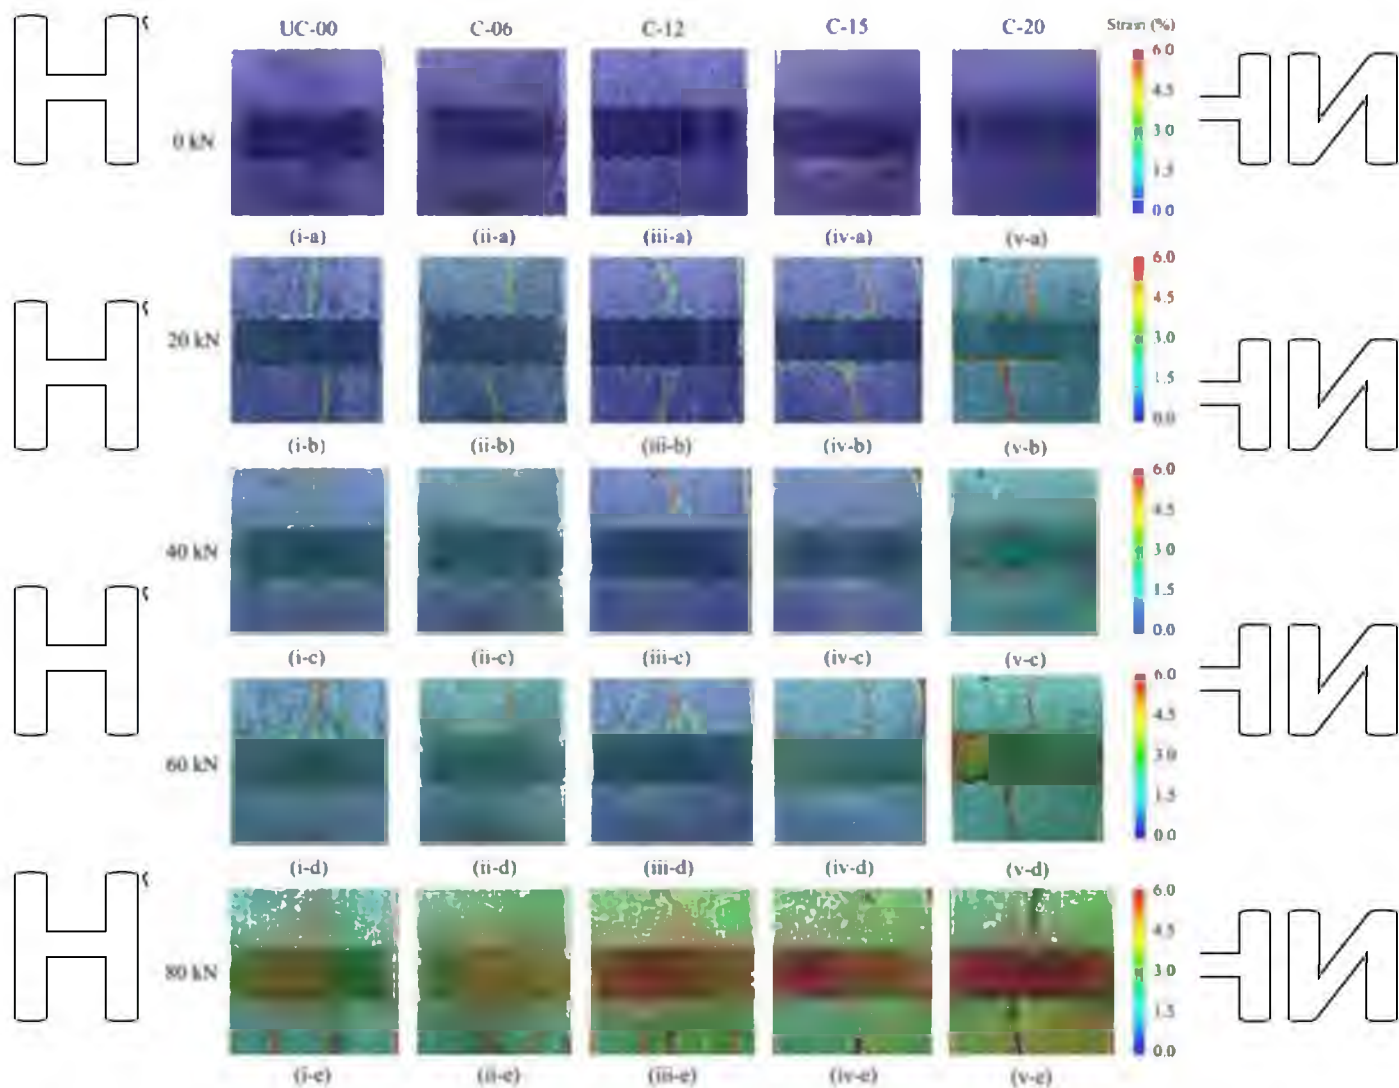 UC-00 C-06 C-12 C-15 C-20 Strain (%)
6.0
4.5
0 kN 3.0
1.5
0.0
(i-a) (ii-a) (iii-a) (iv-a) (v-a)
6.0
4.5
20 kN 3.0
1.5
0.0
(i-b) (ii-b) (iii-b) (iv-b) (v-b)
6.0
4.5
40 kN 3.0
1.5
0.0
(i-c) (ii-c) (iii-c) (iv-c) (v-c)
6.0
4.5
60 kN 3.0
1.5
0.0
(i-d) (ii-d) (iii-d) (iv-d) (v-d)
6.0
4.5
80 kN 3.0
1.5
0.0
(i-e) (ii-e) (iii-e) (iv-e) (v-e)